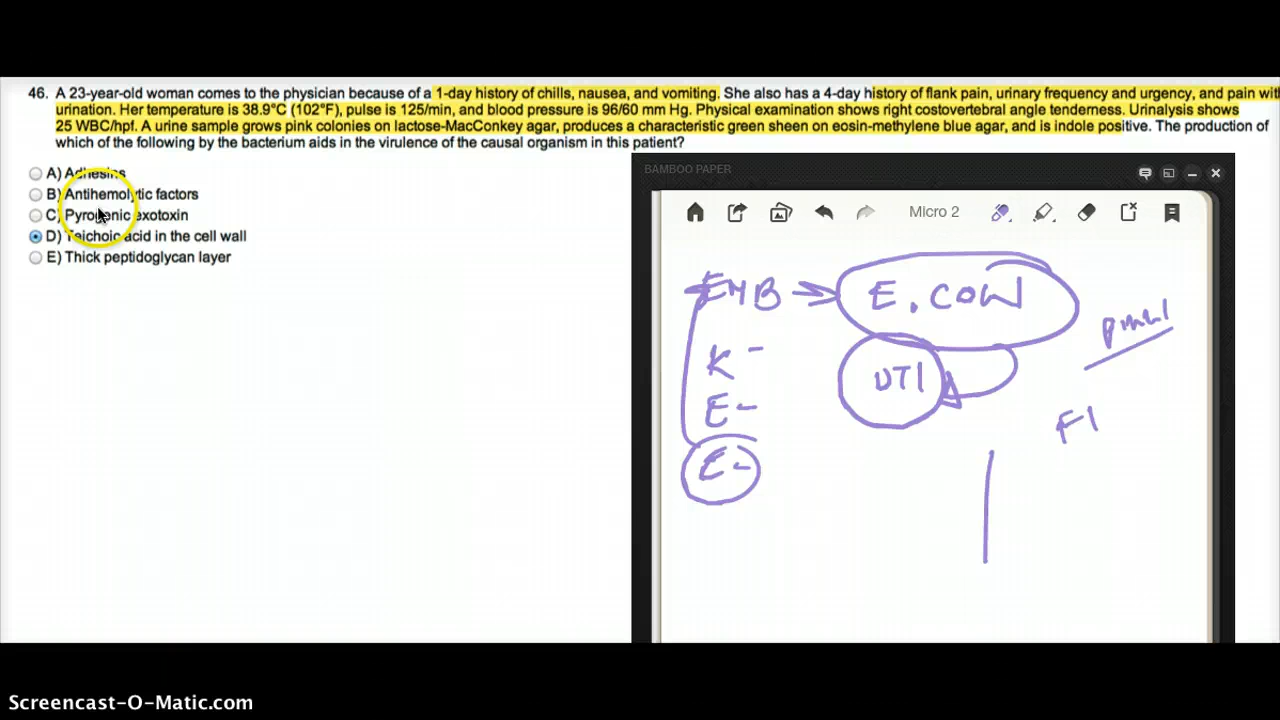 46. A 23-year-old woman comes to the physician because of a 1-day history of chills, nausea, and vomiting. She also has a 4-day history of flank pain, urinary frequency and urgency, and pain with
urination. Her temperature is 38.9°C (102°F), pulse is 125/min, and blood pressure is 96/60 mm Hg. Physical examination shows right costovertebral angle tenderness. Urinalysis shows
25 WBC/hpf. A urine sample grows pink colonies on lactose-MacConkey agar, produces a characteristic green sheen on eosin-methylene blue agar, and is indole positive. The production of
which of the following by the bacterium aids in the virulence of the causal organism in this patient?
A) Adhesins
B) Antihemolytic factors
C) Pyrogenic exotoxin
D) Teichoic acid in the cell wall
E) Thick peptidoglycan layer
BAMBOO PAPER
Micro 2
EMB → E. coli
K -
UTI
E -
E -
Screencast-O-Matic.com